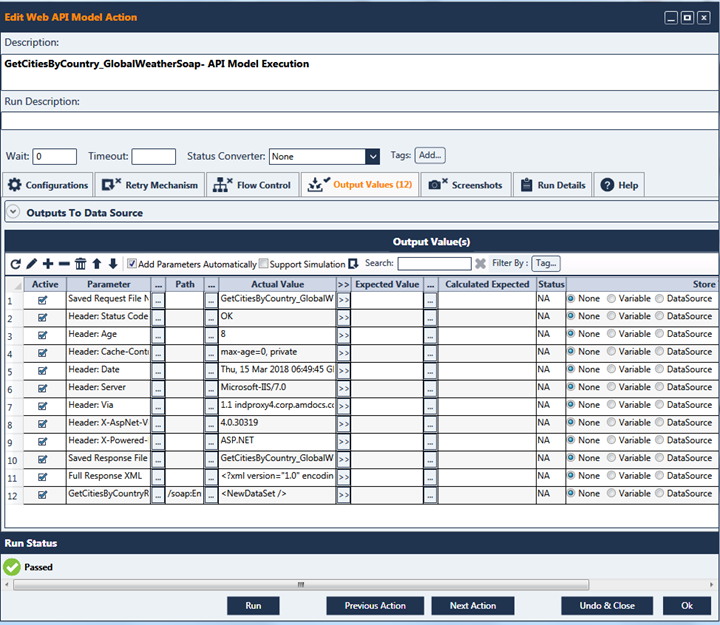 Edit Web API Model Action
Description:
GetCitiesByCountry_GlobalWeatherSoap- API Model Execution
Run Description:
Wait: 0 Timeout: Status Converter: None Tags: Add...
Configurations Retry Mechanism Flow Control Output Values (12) Screenshots Run Details Help
Outputs To Data Source
Output Value(s)
Add Parameters Automatically Support Simulation Search: Filter By : Tag...
Active Parameter ... Path ... Actual Value >> Expected Value ... Calculated Expected Status Store
1 Saved Request File N ... ... GetCitiesByCountry_GlobalW >> ... NA None Variable DataSource
2 Header: Status Code ... ... OK >> ... NA None Variable DataSource
3 Header: Age ... ... 8 >> ... NA None Variable DataSource
4 Header: Cache-Cont ... ... max-age=0, private >> ... NA None Variable DataSource
5 Header: Date ... ... Thu, 15 Mar 2018 06:49:45 G >> ... NA None Variable DataSource
6 Header: Server ... ... Microsoft-IIS/7.0 >> ... NA None Variable DataSource
7 Header: Via ... ... 1.1 indproxy4.corp.amdocs.c >> ... NA None Variable DataSource
8 Header: X-AspNet-V ... ... 4.0.30319 >> ... NA None Variable DataSource
9 Header: X-Powered- ... ... ASP.NET >> ... NA None Variable DataSource
10 Saved Response File ... ... GetCitiesByCountry_GlobalW >> ... NA None Variable DataSource
11 Full Response XML ... ... <?xml version="1.0" encodin >> ... NA None Variable DataSource
12 GetCitiesByCountryR ... /soap:En ... <NewDataSet /> >> ... NA None Variable DataSource
Run Status
Passed
Run Previous Action Next Action Undo & Close Ok